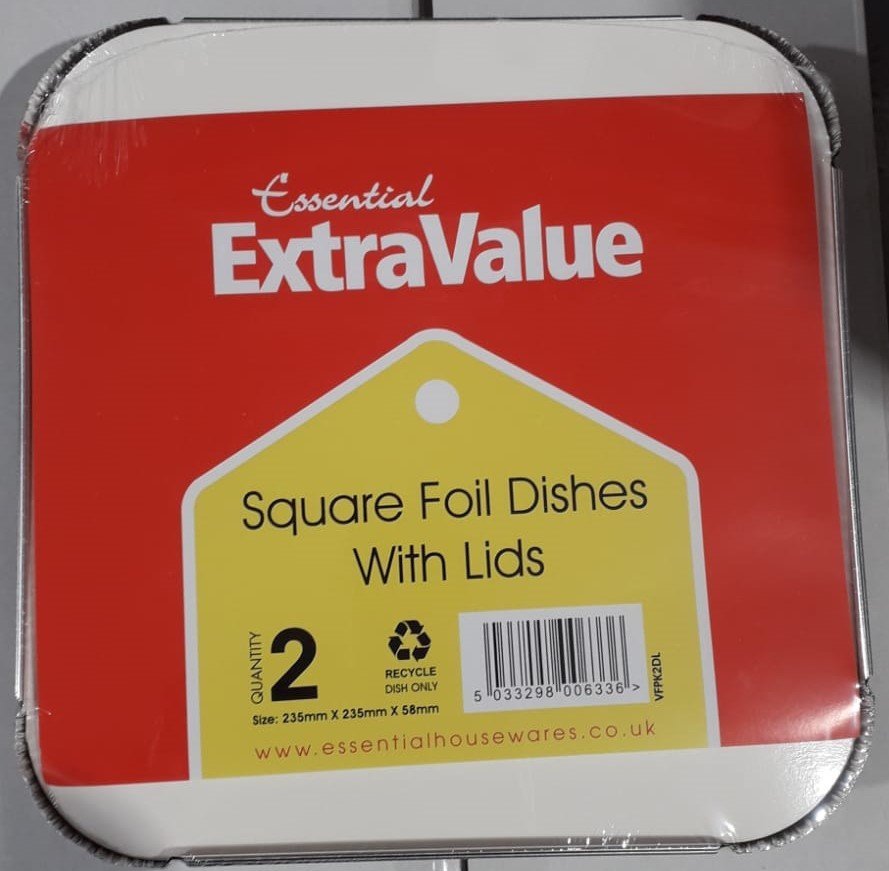 Essential
ExtraValue
Square Foil Dishes
With Lids
QUANTITY
2
RECYCLE
DISH ONLY
5 033298 006336 >
VFPK2DL
Size: 235mm X 235mm X 58mm
www.essentialhousewares.co.uk